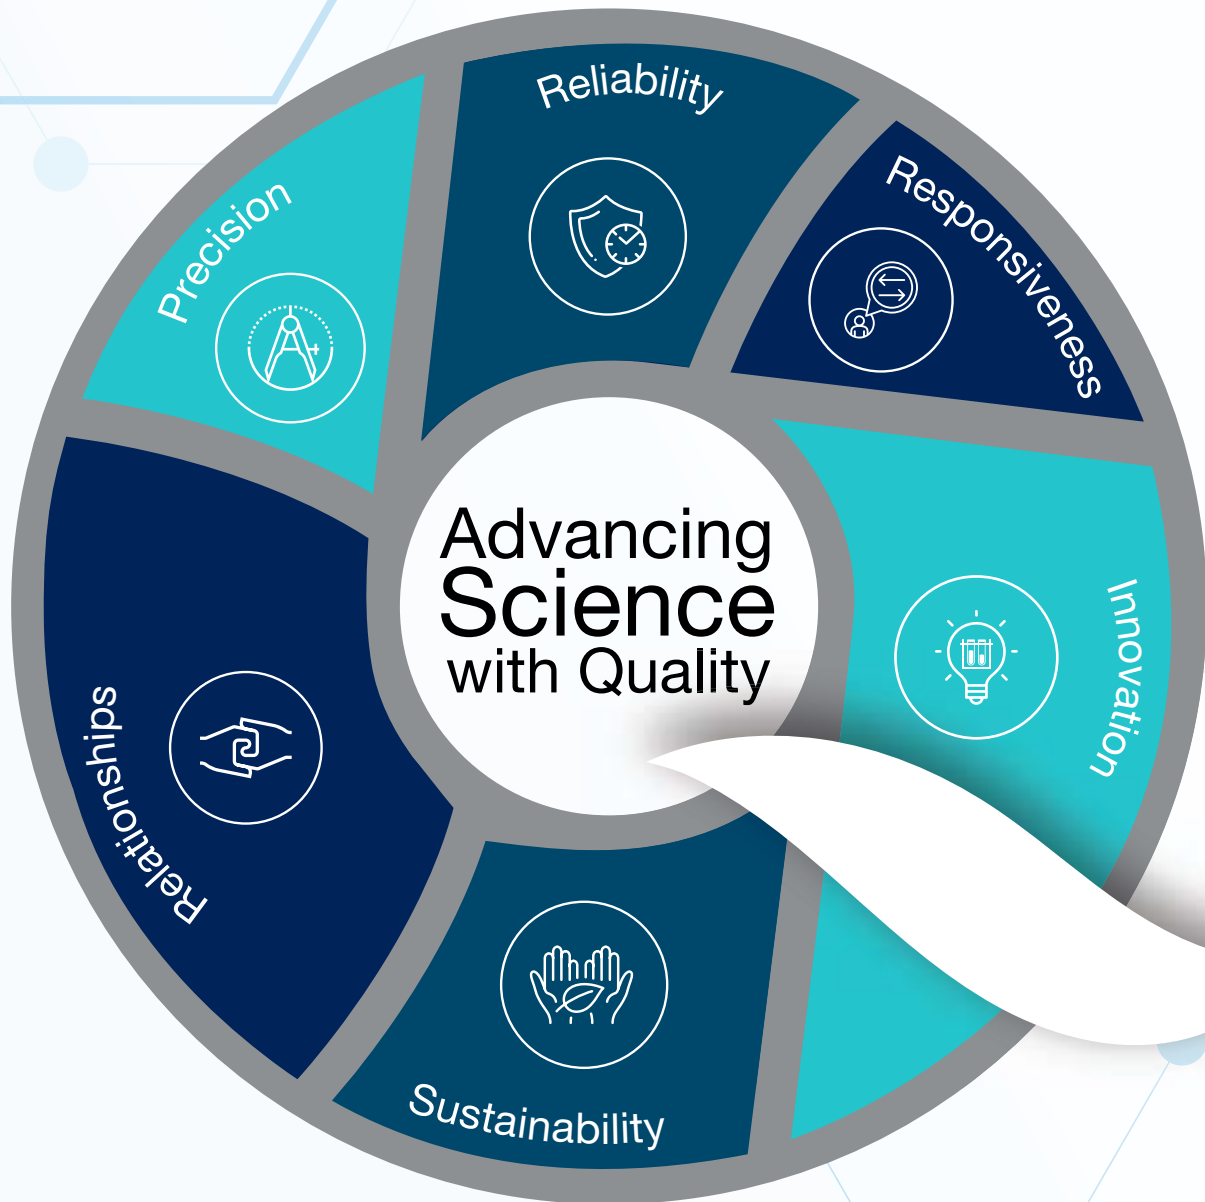 Reliability
Responsiveness
Precision
Advancing
Science
with Quality
Innovation
Relationships
Sustainability